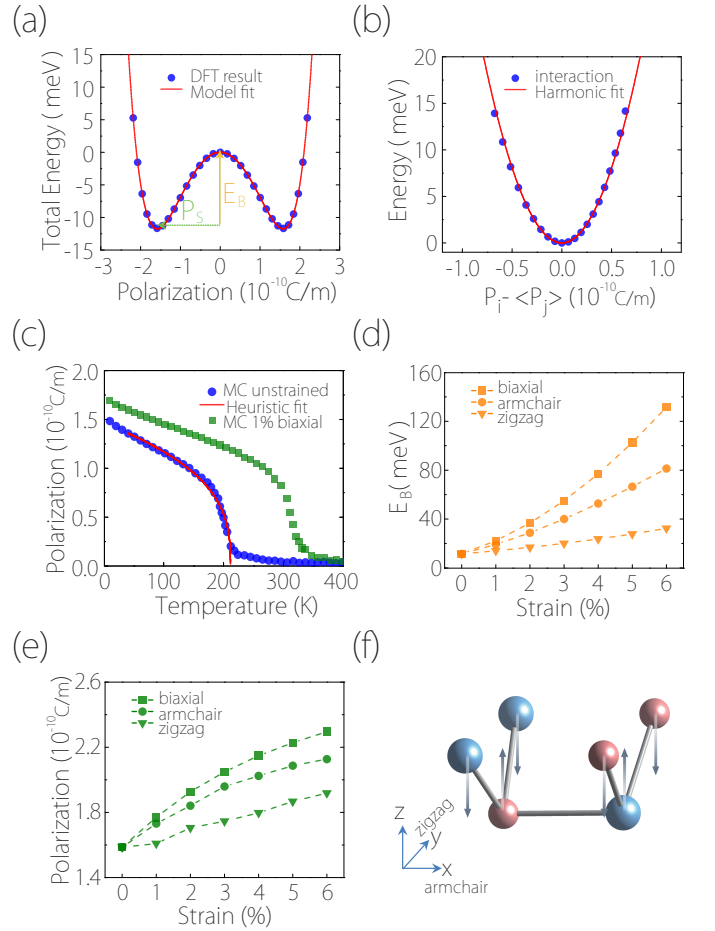 (a)
Total Energy ( meV)
15
10
5
0
-5
-10
15
DFT result
Model fit
P_S
E_B
-3 -2 -1 0 1 2 3
Polarization (10^-10C/m)
(b)
Energy ( meV)
20
15
10
5
0
interaction
Harmonic fit
-1.0 -0.5 0.0 0.5 1.0
P_i- <P_j> (10^-10C/m)
(c)
Polarization (10^-10C/m)
2.0
1.5
1.0
0.5
0.0
MC unstrained
Heuristic fit
MC 1% biaxial
0 100 200 300 400
Temperature (K)
(d)
E_B( meV)
160
120
80
40
0
biaxial
armchair
zigzag
0 1 2 3 4 5 6
Strain (%)
(e)
Polarization (10^-10C/m)
2.6
2.2
1.8
1.4
biaxial
armchair
zigzag
0 1 2 3 4 5 6
Strain (%)
(f)
Z
zigzag
y
X
armchair